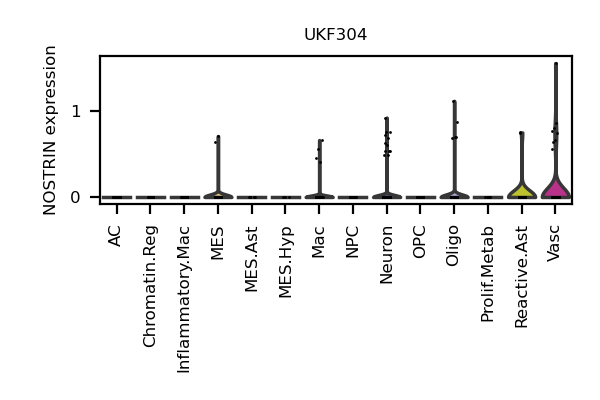 UKF304
NOSTRIN expression
1
0
AC
Chromatin.Reg
Inflammatory.Mac
MES
MES.Ast
MES.Hyp
Mac
NPC
Neuron
OPC
Oligo
Prolif.Metab
Reactive.Ast
Vasc